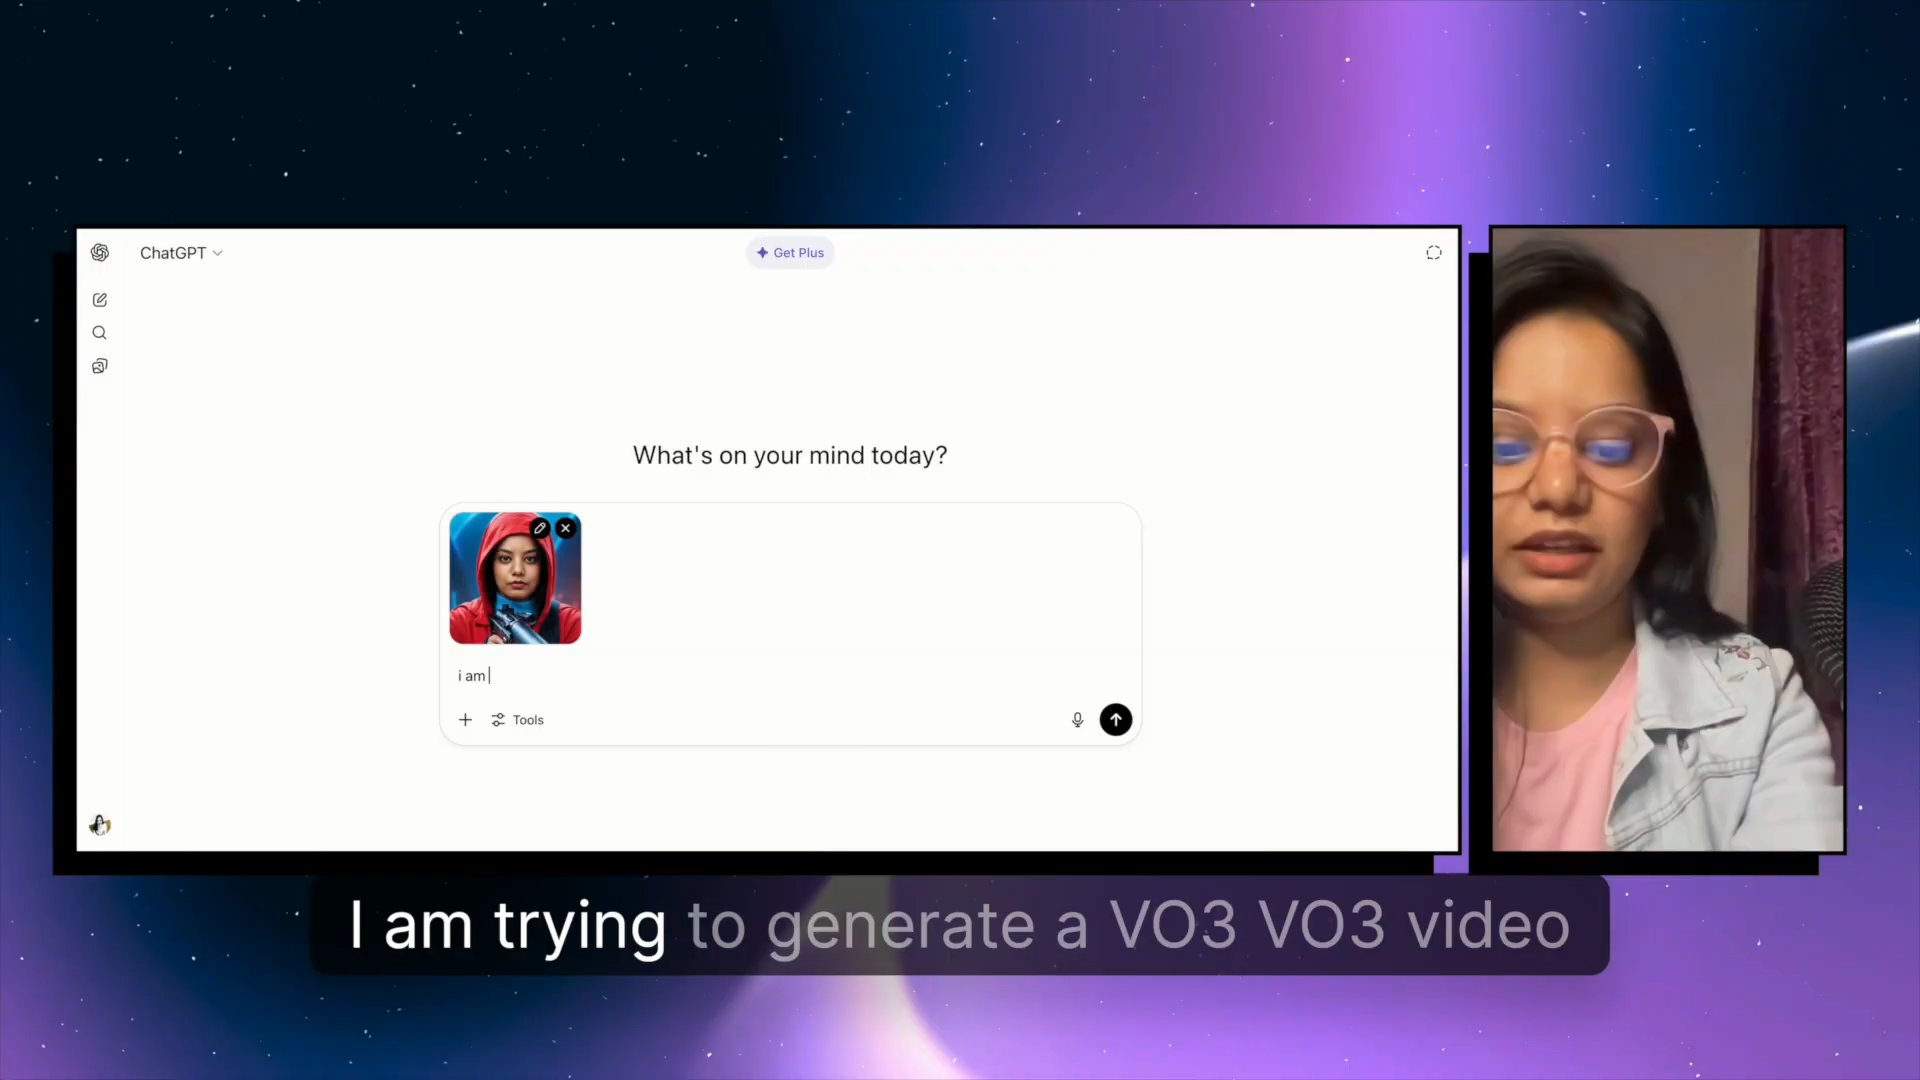 ChatGPT
Get Plus
What's on your mind today?
i am
Tools
I am trying to generate a VO3 VO3 video